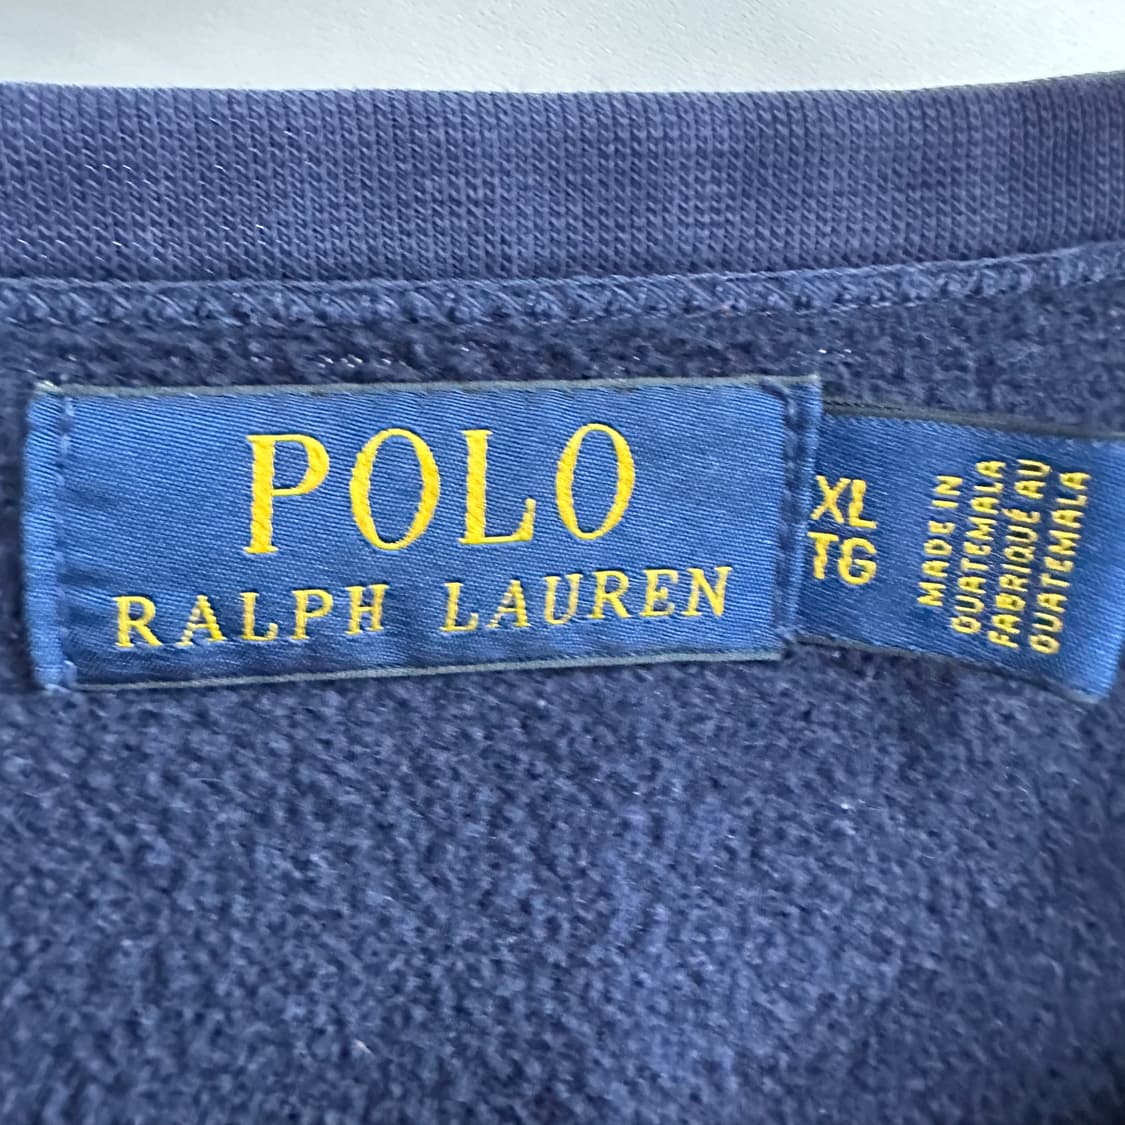 POLO
RALPH LAUREN
XL
TG
MADE IN
GUATEMALA
FABRIQUÉ AU
GUATEMALA